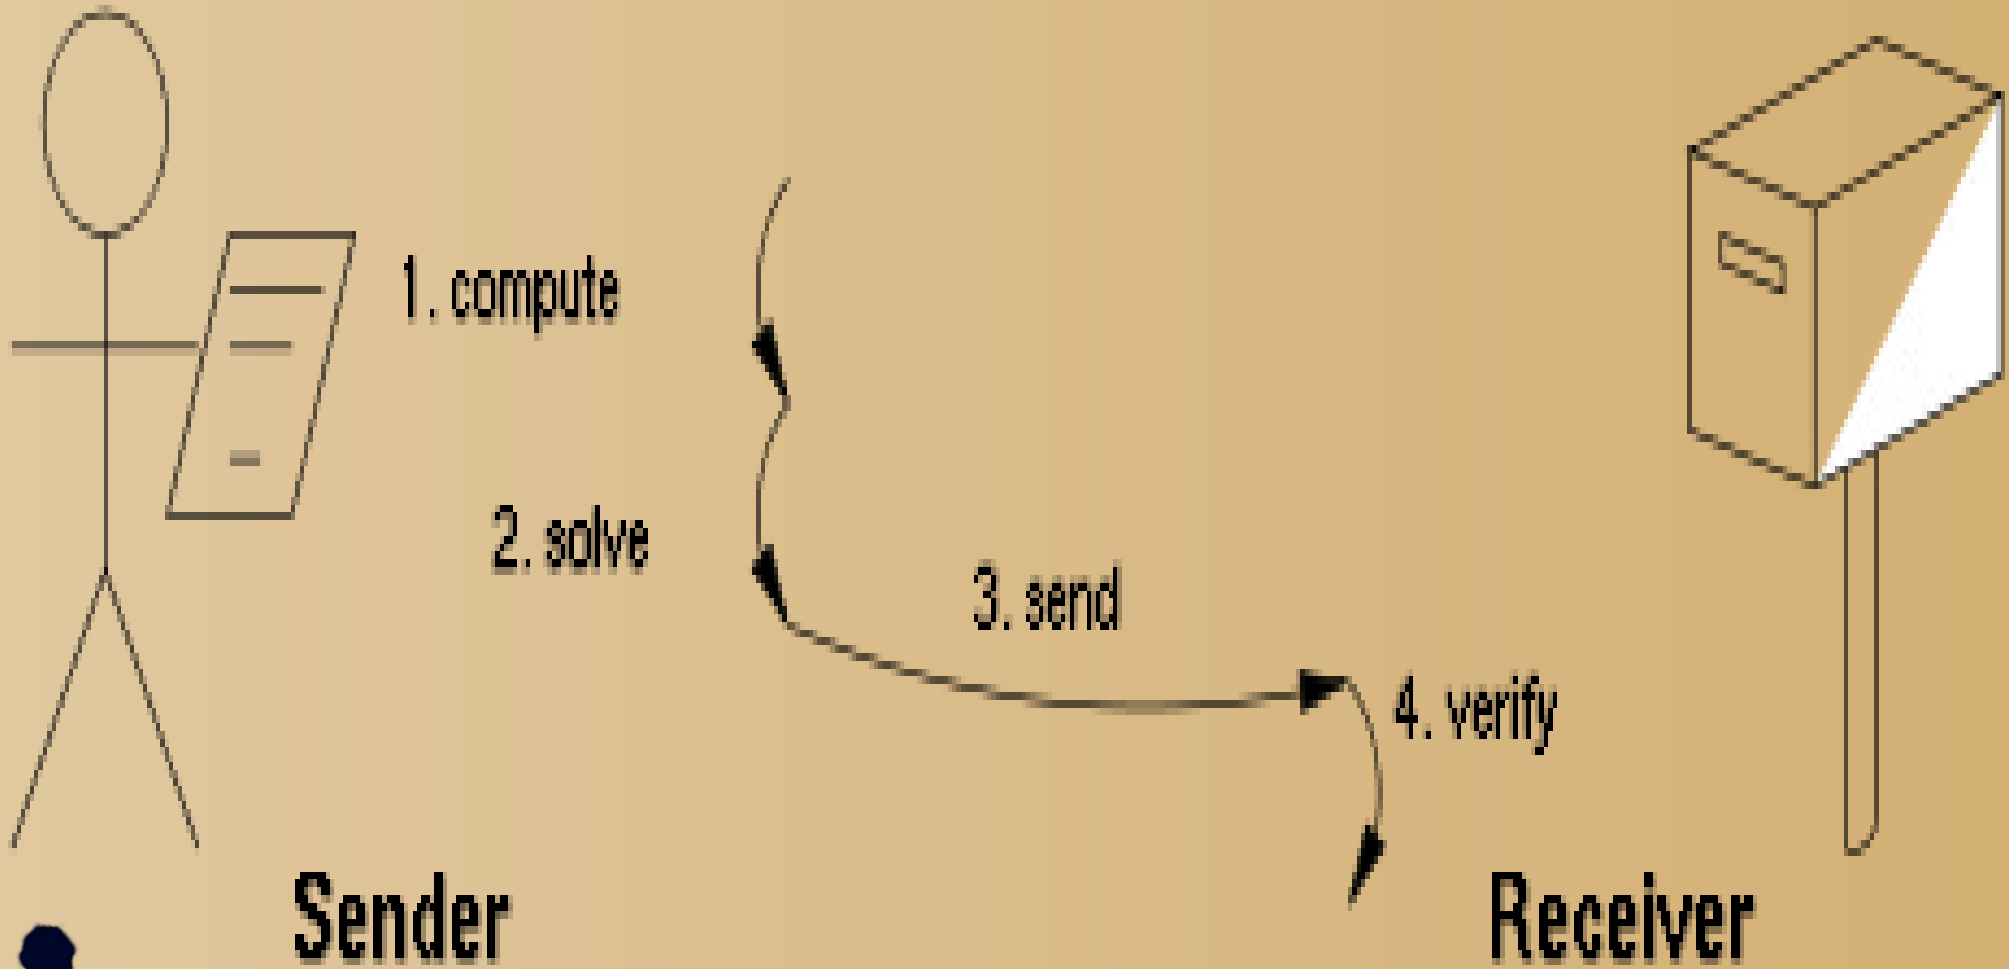 1. compute
2. solve
3. send
4. verify
Sender
Receiver